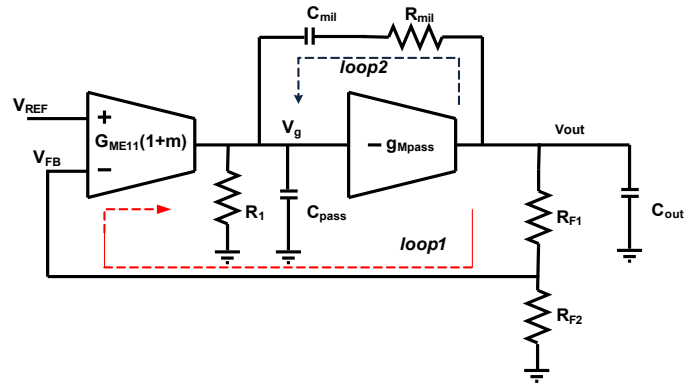 Cmil
Rmil
loop2
VREF
+
GME11(1+m)
Vg
− gMpass
Vout
VFB
−
R1
Cpass
RF1
Cout
loop1
RF2